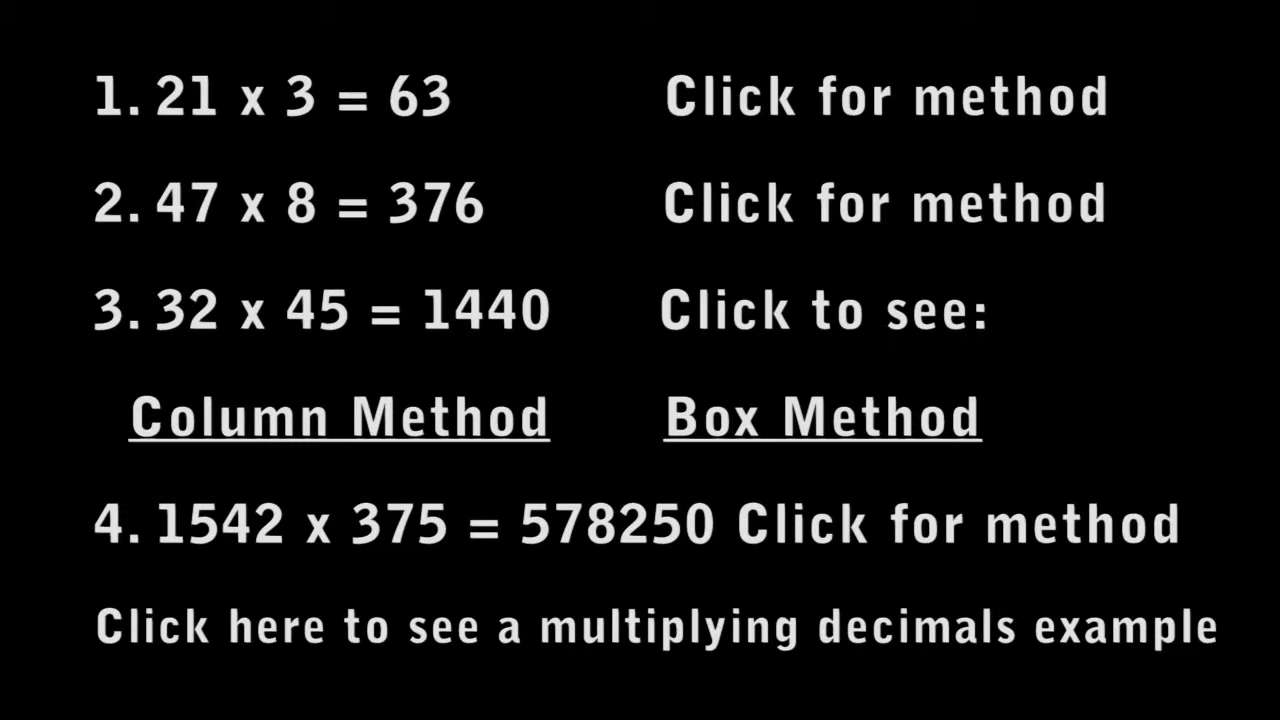 1. 21 x 3 = 63 Click for method
2. 47 x 8 = 376 Click for method
3. 32 x 45 = 1440 Click to see:
Column Method Box Method
4. 1542 x 375 = 578250 Click for method
Click here to see a multiplying decimals example